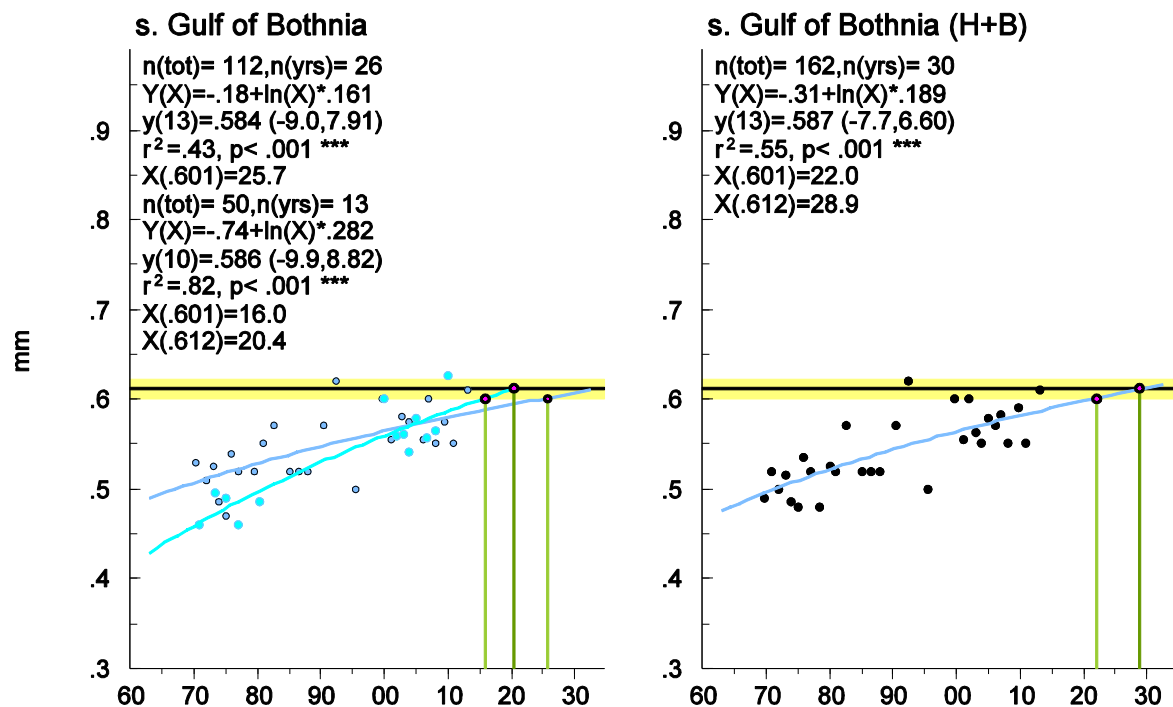 s. Gulf of Bothnia
n(tot)= 112,n(yrs)= 26
Y(X)=-.18+ln(X)*.161
y(13)=.584 (-9.0,7.91)
r²=.43, p< .001 ***
X(.601)=25.7
n(tot)= 50,n(yrs)= 13
Y(X)=-.74+ln(X)*.282
y(10)=.586 (-9.9,8.82)
r²=.82, p< .001 ***
X(.601)=16.0
X(.612)=20.4
mm
.9
.8
.7
.6
.5
.4
.3
60 70 80 90 00 10 20 30
s. Gulf of Bothnia (H+B)
n(tot)= 162,n(yrs)= 30
Y(X)=-.31+ln(X)*.189
y(13)=.587 (-7.7,6.60)
r²=.55, p< .001 ***
X(.601)=22.0
X(.612)=28.9
.9
.8
.7
.6
.5
.4
.3
60 70 80 90 00 10 20 30